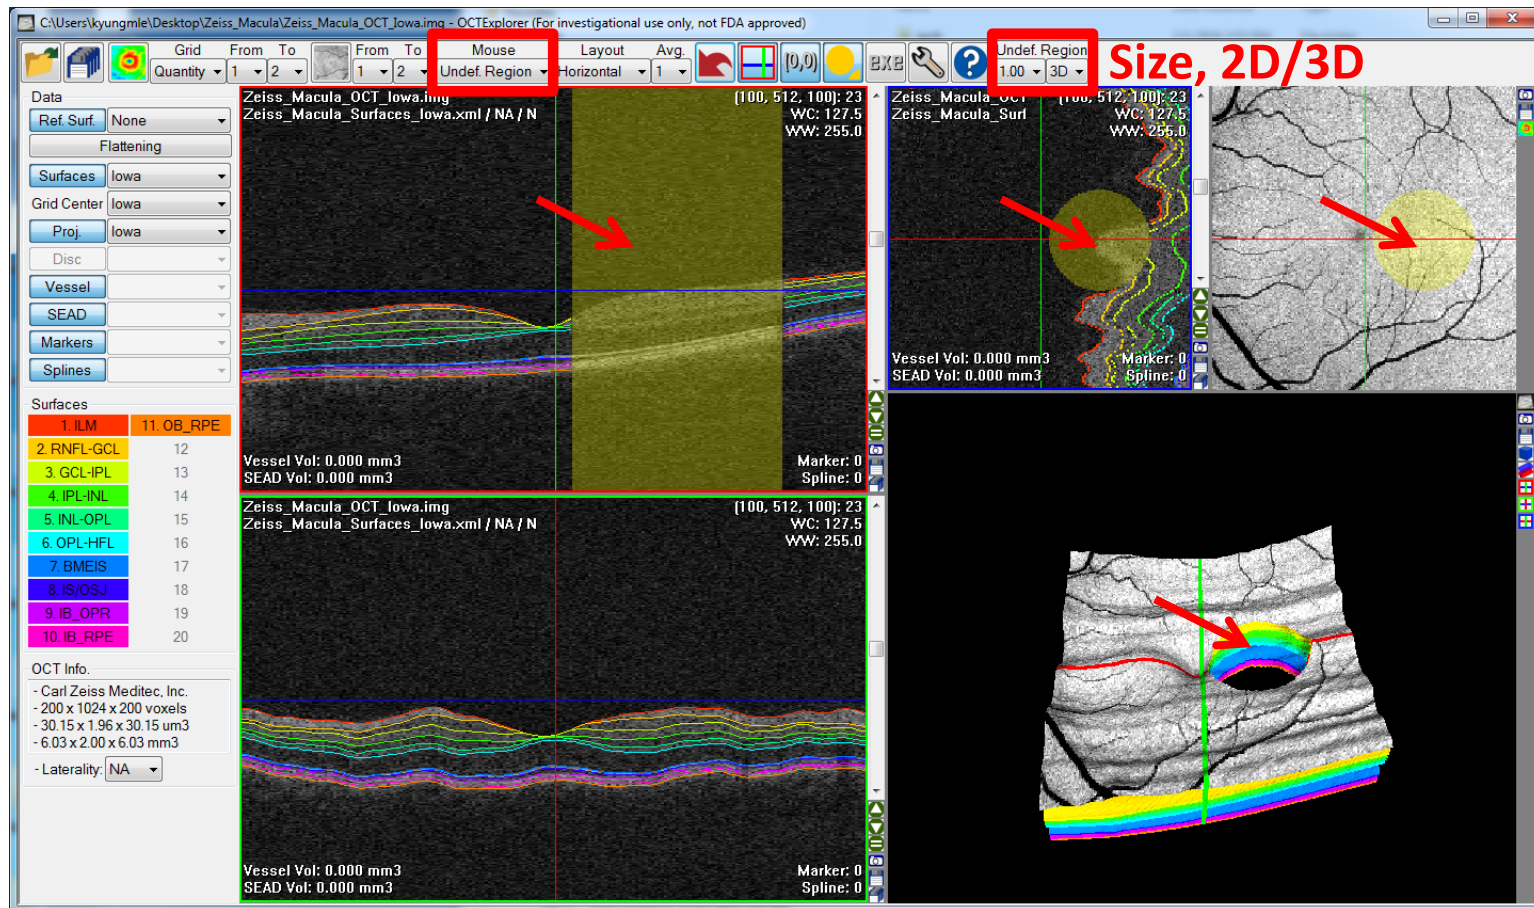 C:\Users\kyungmle\Desktop\Zeiss_Macula\Zeiss_Macula_OCT_Iowa.img - OCTExplorer (For investigational use only, not FDA approved)
Grid From To From To Mouse Layout Avg. Undef. Region
Quantity 1 2 1 2 Undef. Region Horizontal 1 (0,0) EXE ? 1.00 3D
Size, 2D/3D
Data
Ref. Surf. None
Flattening
Surfaces Iowa
Grid Center Iowa
Proj. Iowa
Disc
Vessel
SEAD
Markers
Splines
Surfaces
1. ILM 11. OB_RPE
2. RNFL-GCL 12
3. GCL-IPL 13
4. IPL-INL 14
5. INL-OPL 15
6. OPL-HFL 16
7. BMEIS 17
8. IS/OSJ 18
9. IB_OPR 19
10. IB_RPE 20
OCT Info.
- Carl Zeiss Meditec, Inc.
- 200 x 1024 x 200 voxels
- 30.15 x 1.96 x 30.15 um3
- 6.03 x 2.00 x 6.03 mm3
- Laterality: NA
Zeiss_Macula_OCT_Iowa.img (100, 512, 100): 23
Zeiss_Macula_Surfaces_Iowa.xml / NA / N WC: 127.5
WW: 255.0
Vessel Vol: 0.000 mm3 Marker: 0
SEAD Vol: 0.000 mm3 Spline: 0
Zeiss_Macula_OCT (100, 512, 100): 23
Zeiss_Macula_Surf WC: 127.5
WW: 255.0
Vessel Vol: 0.000 mm3 Marker: 0
SEAD Vol: 0.000 mm3 Spline: 0
Zeiss_Macula_OCT_Iowa.img (100, 512, 100): 23
Zeiss_Macula_Surfaces_Iowa.xml / NA / N WC: 127.5
WW: 255.0
Vessel Vol: 0.000 mm3 Marker: 0
SEAD Vol: 0.000 mm3 Spline: 0